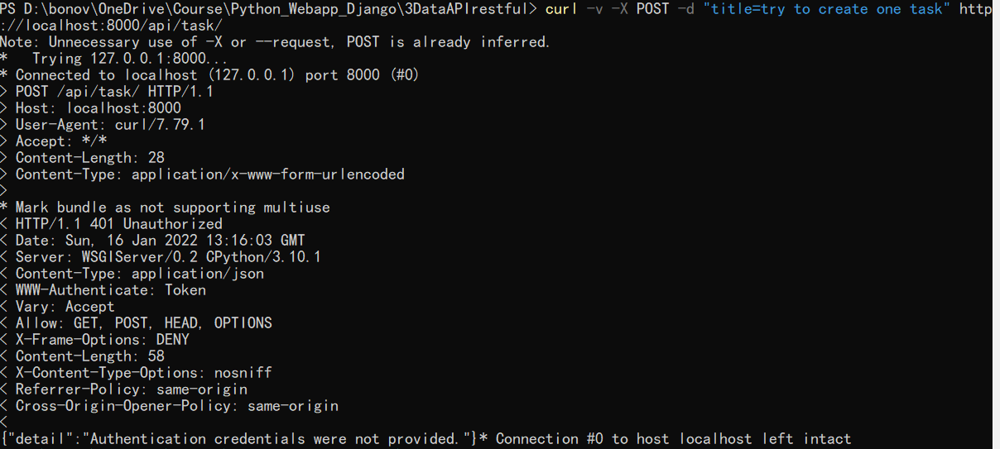 PS D:\bonov\OneDrive\Course\Python_Webapp_Django\3DataAPIrestful> curl -v -X POST -d "title=try to create one task" http
://localhost:8000/api/task/
Note: Unnecessary use of -X or --request, POST is already inferred.
*   Trying 127.0.0.1:8000...
* Connected to localhost (127.0.0.1) port 8000 (#0)
> POST /api/task/ HTTP/1.1
> Host: localhost:8000
> User-Agent: curl/7.79.1
> Accept: */*
> Content-Length: 28
> Content-Type: application/x-www-form-urlencoded
>
* Mark bundle as not supporting multiuse
< HTTP/1.1 401 Unauthorized
< Date: Sun, 16 Jan 2022 13:16:03 GMT
< Server: WSGIServer/0.2 CPython/3.10.1
< Content-Type: application/json
< WWW-Authenticate: Token
< Vary: Accept
< Allow: GET, POST, HEAD, OPTIONS
< X-Frame-Options: DENY
< Content-Length: 58
< X-Content-Type-Options: nosniff
< Referrer-Policy: same-origin
< Cross-Origin-Opener-Policy: same-origin
<
{"detail":"Authentication credentials were not provided."}* Connection #0 to host localhost left intact